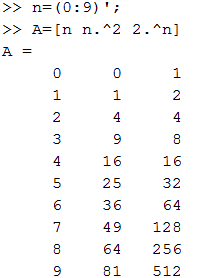 >> n=(0:9)';
>> A=[n n.^2 2.^n]
A =
0 0 1
1 1 2
2 4 4
3 9 8
4 16 16
5 25 32
6 36 64
7 49 128
8 64 256
9 81 512